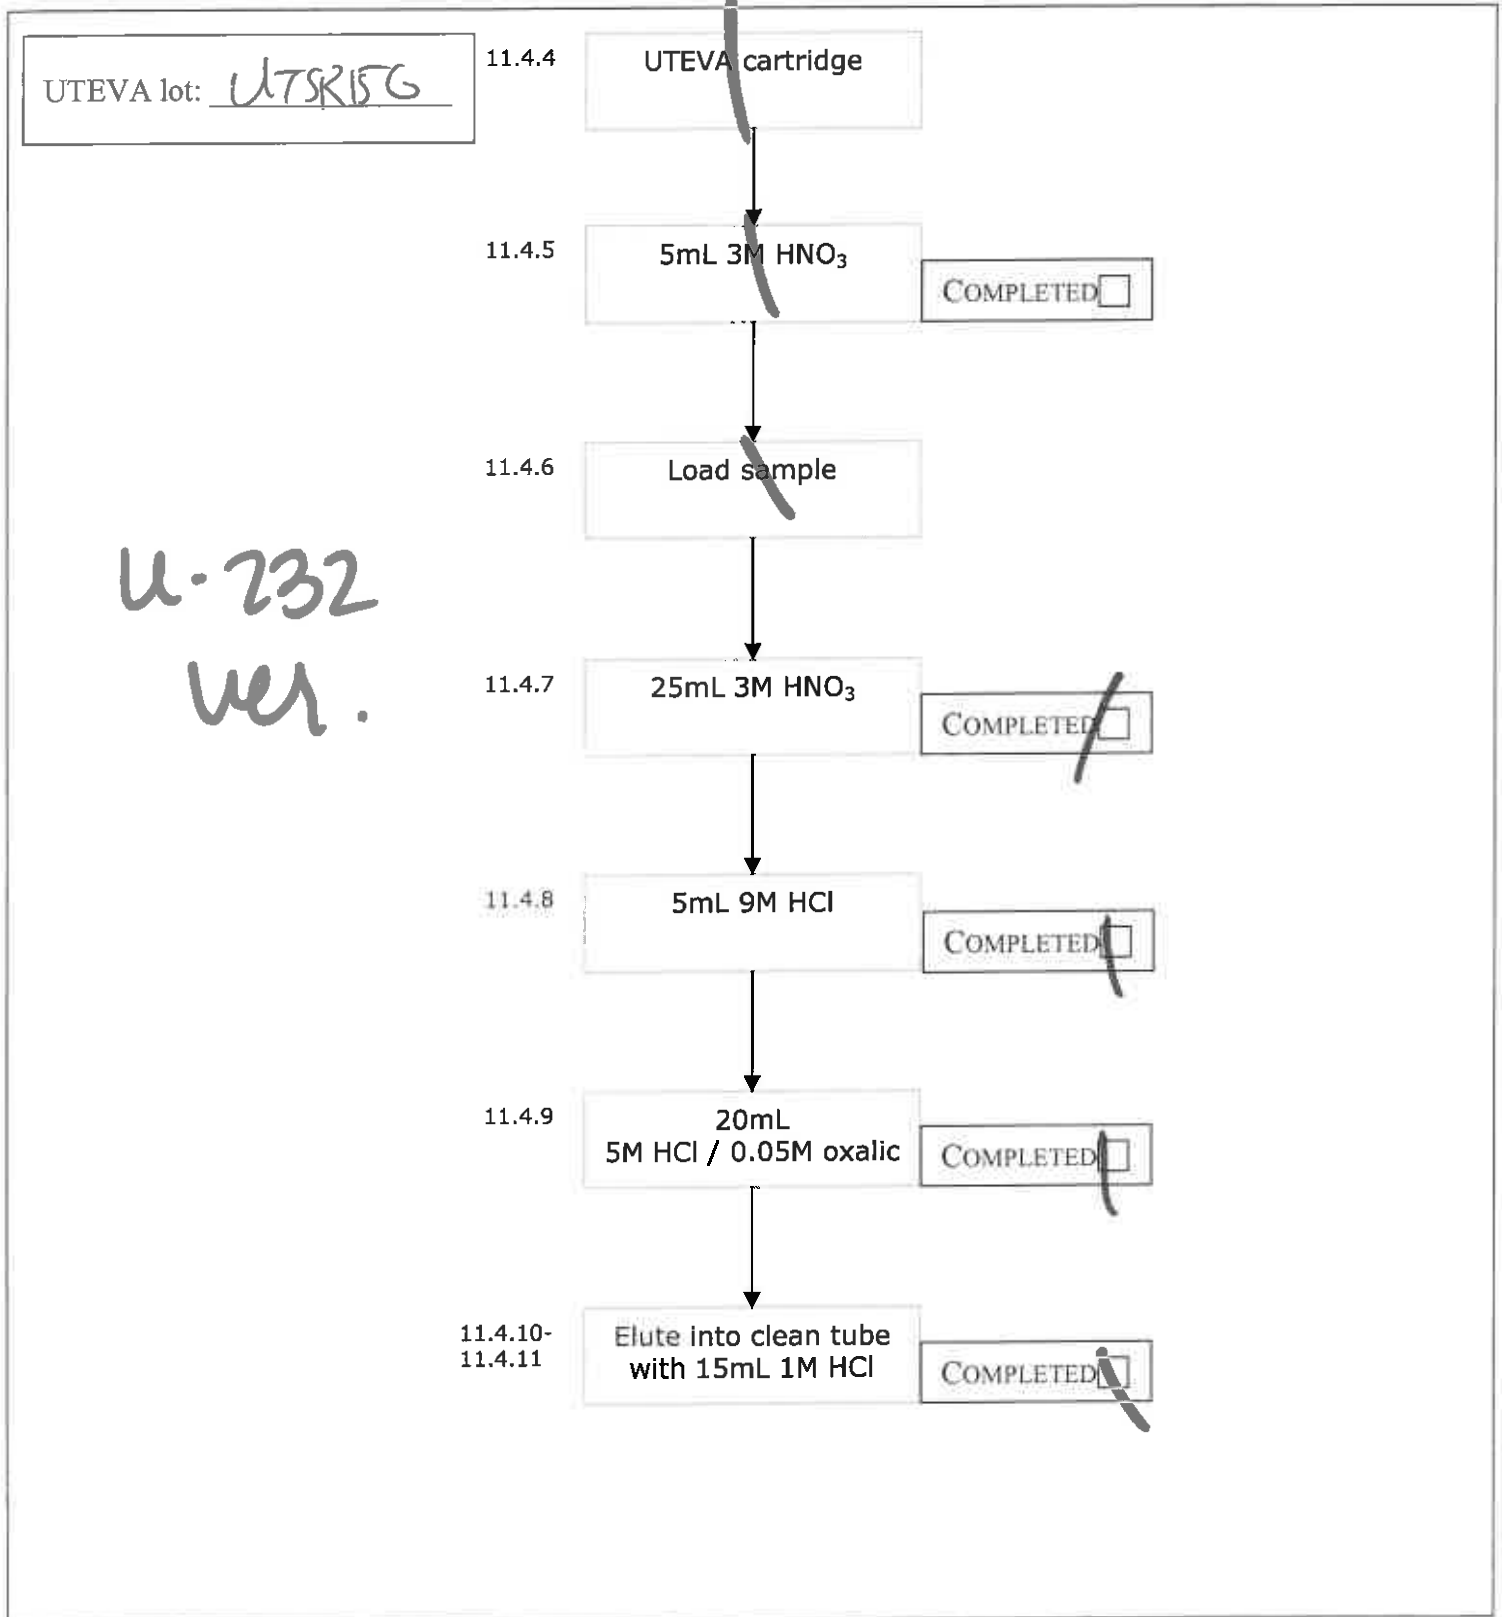 UTEVA lot: UTSR15G
11.4.4
UTEVA cartridge
11.4.5
5mL 3M HNO₃
COMPLETED
11.4.6
Load sample
U-232
ver.
11.4.7
25mL 3M HNO₃
COMPLETED
11.4.8
5mL 9M HCl
COMPLETED
11.4.9
20mL
5M HCl / 0.05M oxalic
COMPLETED
11.4.10-
11.4.11
Elute into clean tube
with 15mL 1M HCl
COMPLETED